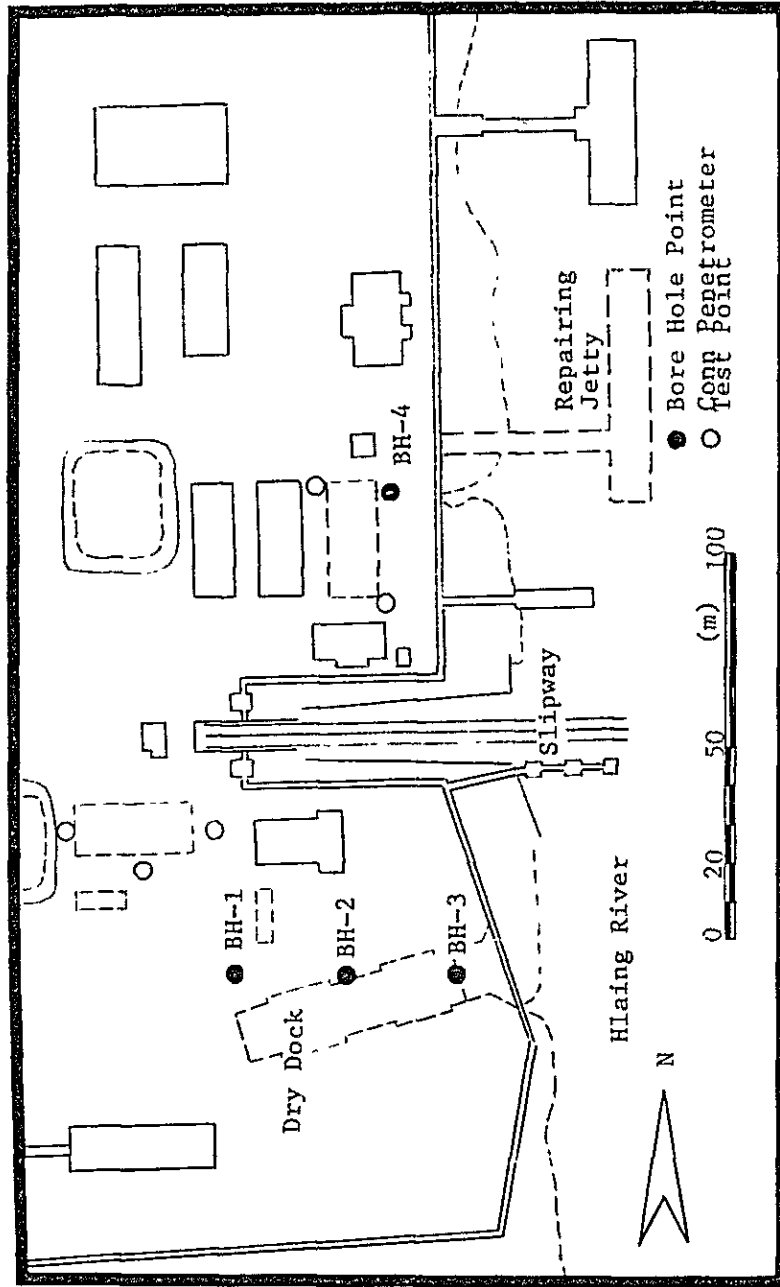 BH-4
BH-1
BH-2
BH-3
Dry Dock
Slipway
Repairing
Jetty
Hlaing River
N
0 20 50 (m) 100
Bore Hole Point
Conn Penetrometer
Test Point